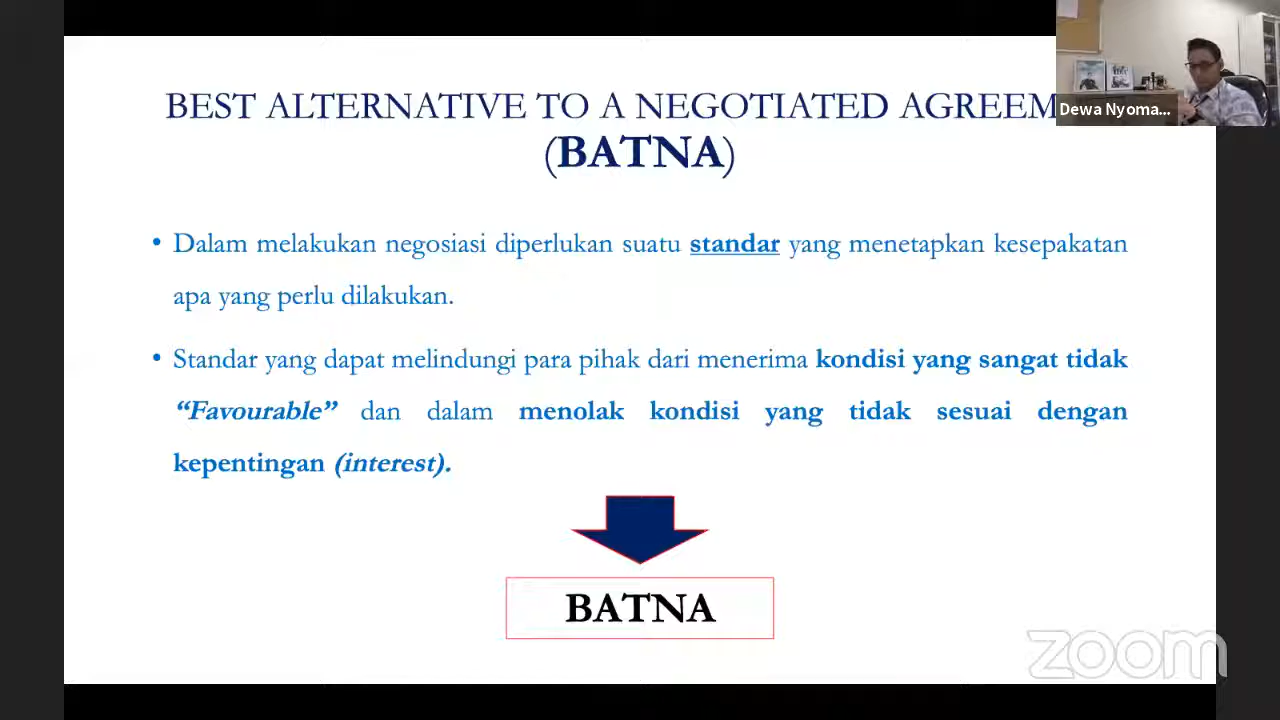 BEST ALTERNATIVE TO A NEGOTIATED AGREEM
(BATNA)
Dewa Nyoma...
• Dalam melakukan negosiasi diperlukan suatu standar yang menetapkan kesepakatan
apa yang perlu dilakukan.
• Standar yang dapat melindungi para pihak dari menerima kondisi yang sangat tidak
“Favourable” dan dalam menolak kondisi yang tidak sesuai dengan
kepentingan (interest).
BATNA
zoom